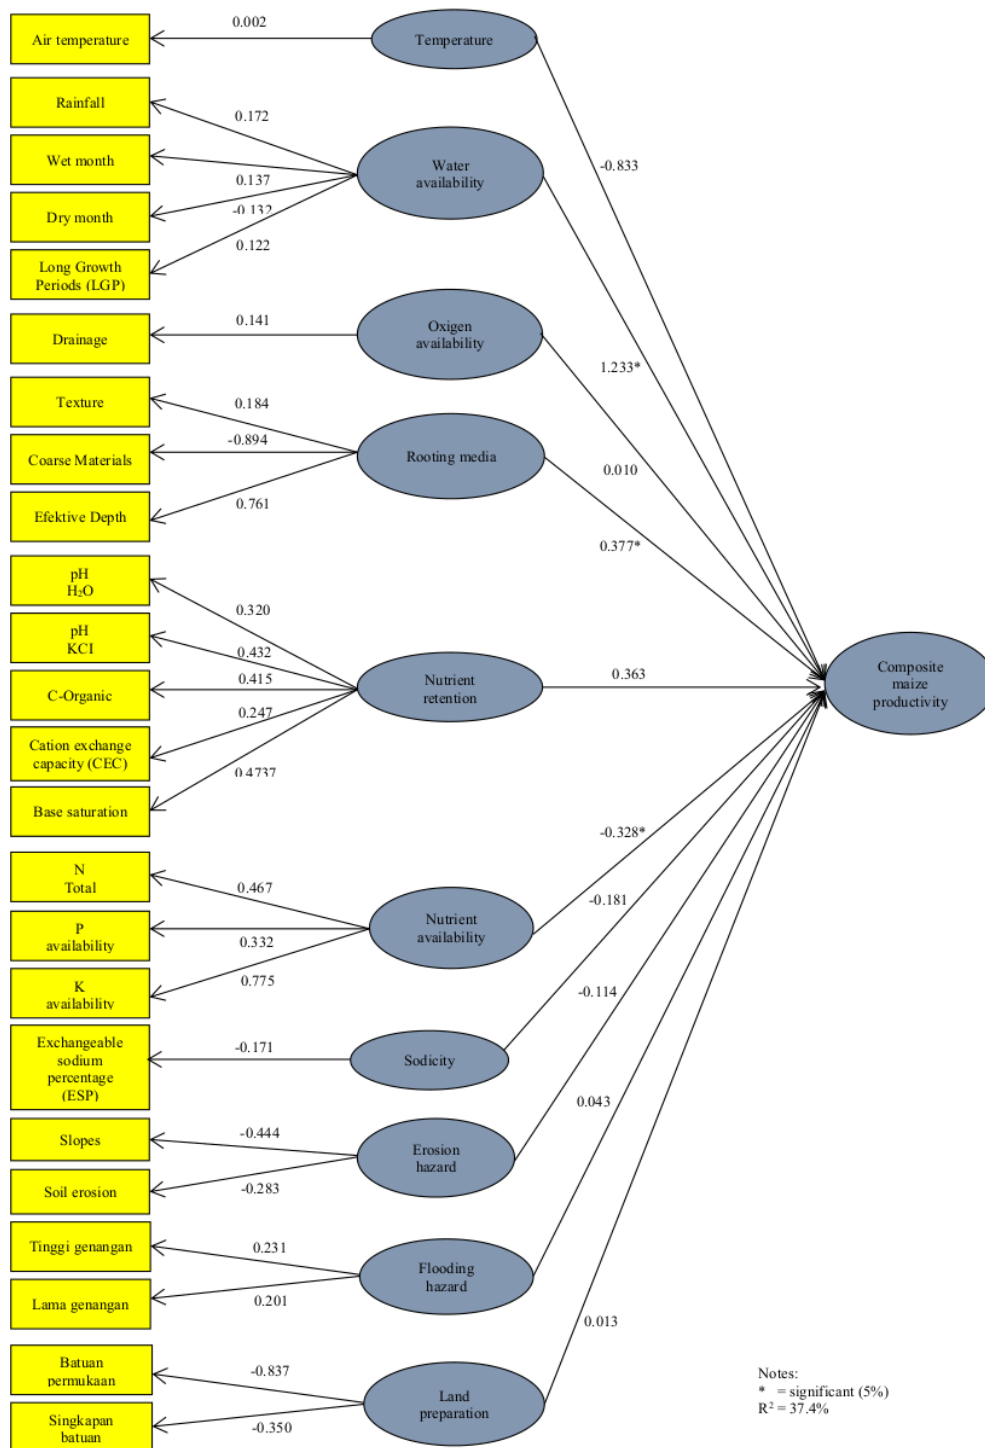 0.002
Air temperature
Temperature
Rainfall
0.172
-0.833
Wet month
Water
availability
0.137
-0.132
Dry month
0.122
Long Growth
Periods (LGP)
Drainage
0.141
Oxigen
availability
1.233*
Texture
0.184
-0.894
Coarse Materials
Rooting media
0.010
0.761
Efektive Depth
0.377*
pH
H₂O
0.320
pH
KCI
0.432
0.415
C-Organic
Nutrient
retention
0.363
Composite
maize
productivity
0.247
Cation exchange
capacity (CEC)
0.4737
Base saturation
-0.328*
N
Total
0.467
-0.181
P
availability
0.332
Nutrient
availability
K
availability
0.775
-0.114
Exchangeable
sodium
percentage
(ESP)
-0.171
Sodicity
0.043
Slopes
-0.444
Erosion
hazard
Soil erosion
-0.283
Tinggi genangan
0.231
Flooding
hazard
Lama genangan
0.201
0.013
Batuan
permukaan
-0.837
Land
preparation
Singkapan
batuan
-0.350
Notes:
* = significant (5%)
R² = 37.4%